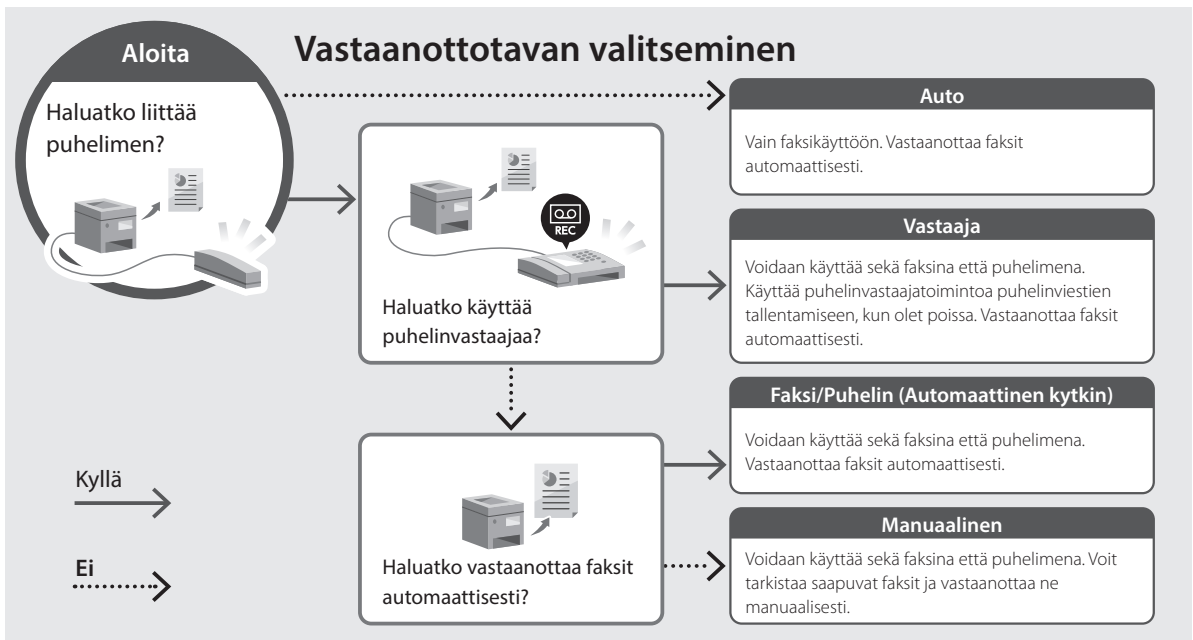 Vastaanottotavan valitseminen
Aloita
Haluatko liittää
puhelimen?
REC
Haluatko käyttää
puhelinvastaajaa?
Haluatko vastaanottaa faksit
automaattisesti?
Auto
Vain faksikäyttöön. Vastaanottaa faksit
automaattisesti.
Vastaaja
Voidaan käyttää sekä faksina että puhelimena.
Käyttää puhelinvastaajatoimintoa puhelinviestien
tallentamiseen, kun olet poissa. Vastaanottaa faksit
automaattisesti.
Faksi/Puhelin (Automaattinen kytkin)
Voidaan käyttää sekä faksina että puhelimena.
Vastaanottaa faksit automaattisesti.
Manuaalinen
Voidaan käyttää sekä faksina että puhelimena. Voit
tarkistaa saapuvat faksit ja vastaanottaa ne
manuaalisesti.
Kyllä
Ei